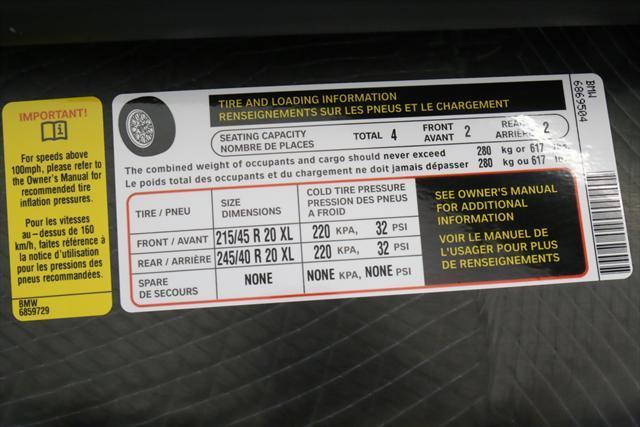 IMPORTANT!
For speeds above
100mph, please refer to
the Owner's Manual for
recommended tire
inflation pressures.
Pour les vitesses
au-dessus de 160
km/h, faites référence à
la notice d'utilisation
pour les pressions des
pneus recommandées.
BMW
6859729
TIRE AND LOADING INFORMATION
RENSEIGNEMENTS SUR LES PNEUS ET LE CHARGEMENT
SEATING CAPACITY
NOMBRE DE PLACES
TOTAL 4
FRONT
AVANT 2
REAR
ARRIÈRE 2
The combined weight of occupants and cargo should never exceed 280 kg or 617 lbs
Le poids total des occupants et du chargement ne doit jamais dépasser 280 kg ou 617 lb
TIRE / PNEU
SIZE
DIMENSIONS
COLD TIRE PRESSURE
PRESSION DES PNEUS
A FROID
FRONT / AVANT 215/45 R 20 XL 220 KPA, 32 PSI
REAR / ARRIÈRE 245/40 R 20 XL 220 KPA, 32 PSI
SPARE
DE SECOURS
NONE
NONE KPA, NONE PSI
SEE OWNER'S MANUAL
FOR ADDITIONAL
INFORMATION
VOIR LE MANUEL DE
L'USAGER POUR PLUS
DE RENSEIGNEMENTS
BMW
6869504